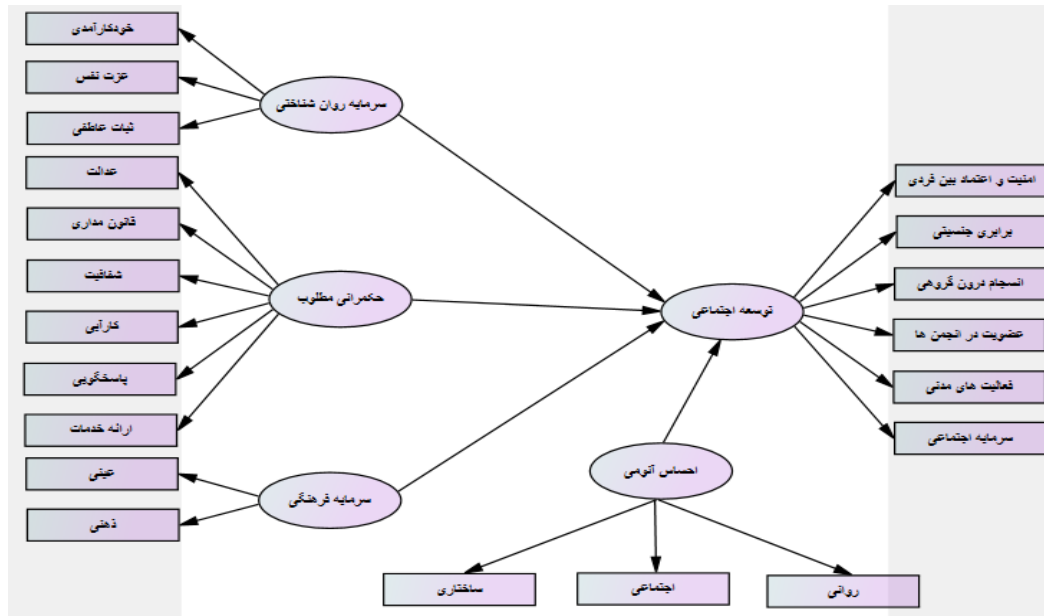 خودکارآمدی
عزت نفس
ثبات عاطفی
سرمایه روان شناختی
عدالت
قانون مداری
شفافیت
کارآیی
پاسخگویی
ارائه خدمات
حکمرانی مطلوب
عینی
ذهنی
سرمایه فرهنگی
توسعه اجتماعی
احساس آنومی
روانی
اجتماعی
ساختاری
امنیت و اعتماد بین فردی
برابری جنسیتی
انسجام درون گروهی
عضویت در انجمن ها
فعالیت های مدنی
سرمایه اجتماعی